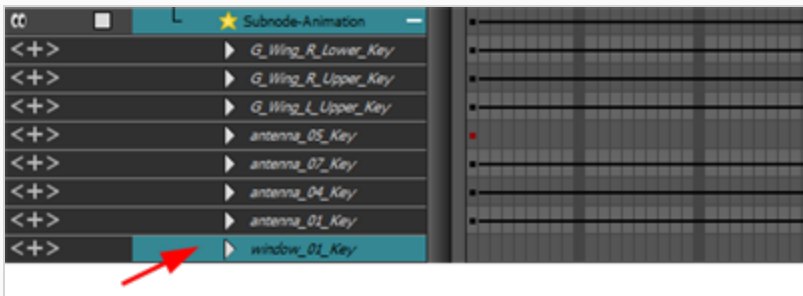 Subnode-Animation
G_Wing_R_Lower_Key
G_Wing_R_Upper_Key
G_Wing_L_Upper_Key
antenna_05_Key
antenna_07_Key
antenna_04_Key
antenna_01_Key
window_01_Key